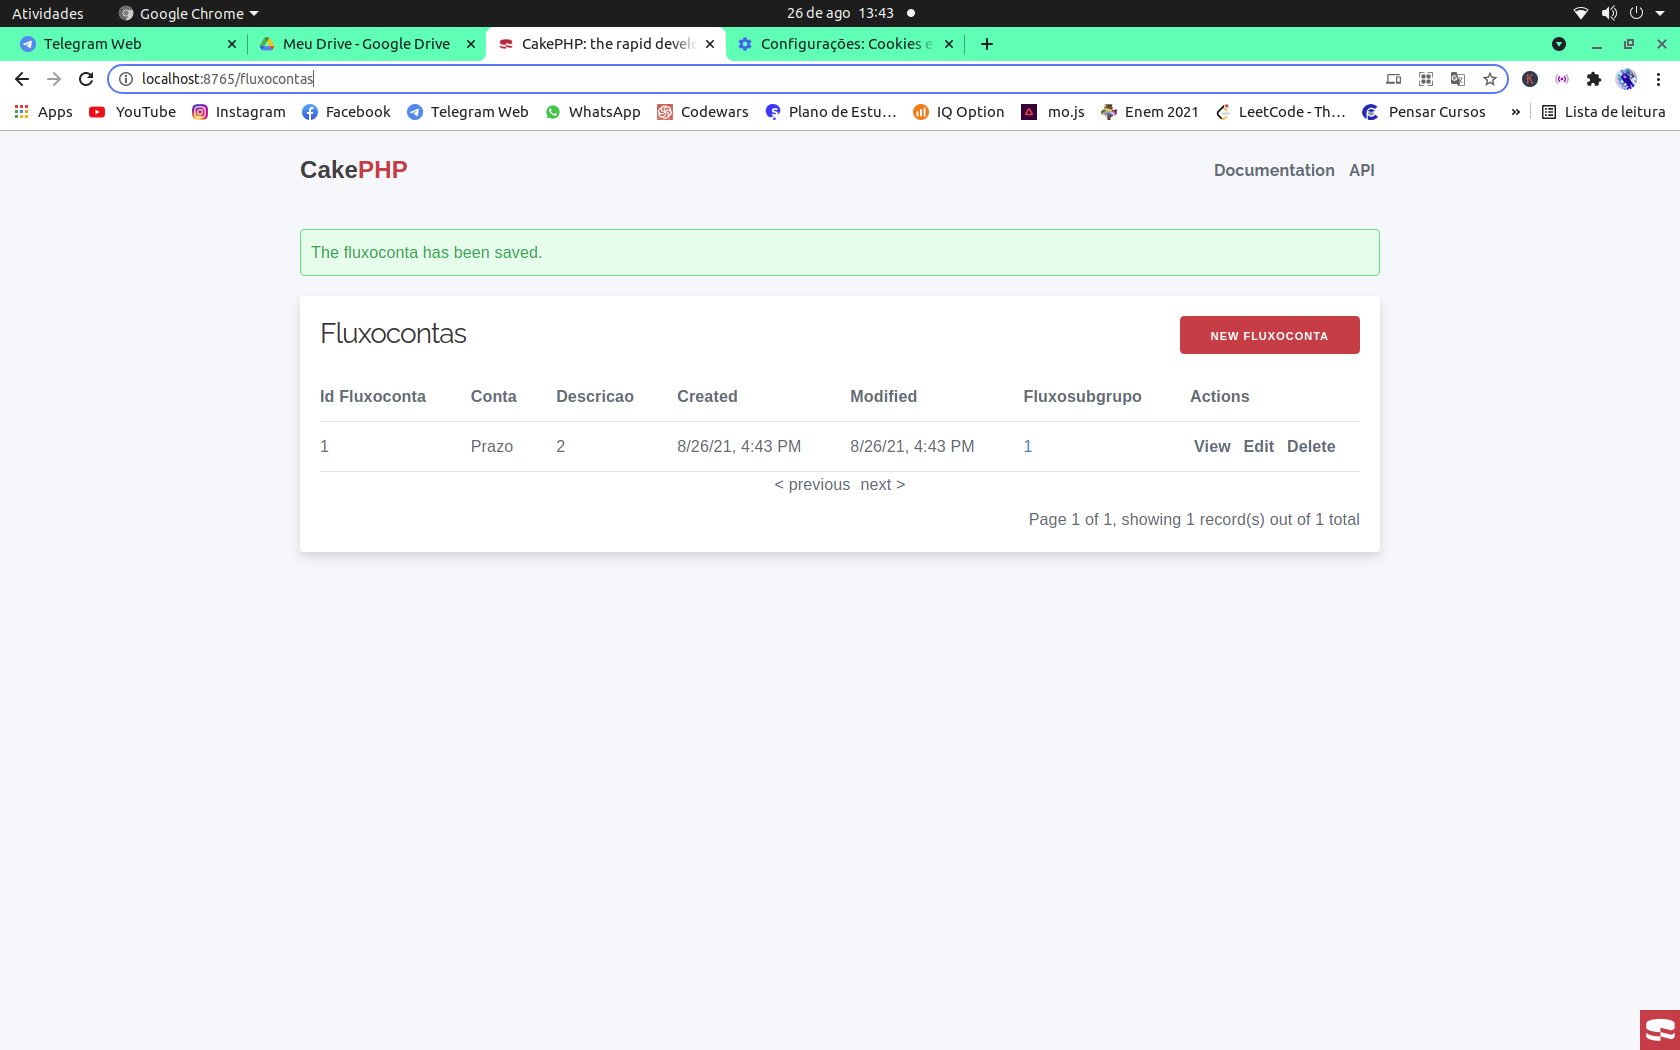 Atividades Google Chrome 26 de ago 13:43
Telegram Web Meu Drive - Google Drive CakePHP: the rapid develo Configurações: Cookies e
localhost:8765/fluxocontas
Apps YouTube Instagram Facebook Telegram Web WhatsApp Codewars Plano de Estu... IQ Option mo.js Enem 2021 LeetCode - Th... Pensar Cursos » Lista de leitura
CakePHP Documentation API
The fluxoconta has been saved.
Fluxocontas NEW FLUXOCONTA
Id Fluxoconta Conta Descricao Created Modified Fluxosubgrupo Actions
1 Prazo 2 8/26/21, 4:43 PM 8/26/21, 4:43 PM 1 View Edit Delete
< previous next >
Page 1 of 1, showing 1 record(s) out of 1 total